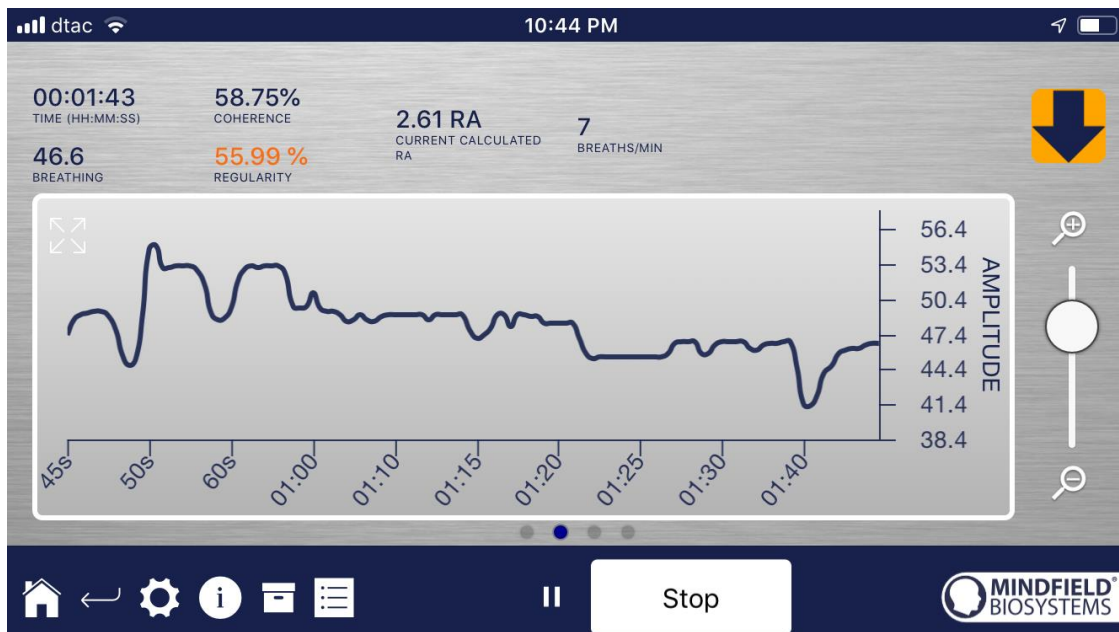 dtac 10:44 PM
00:01:43 58.75% 2.61 RA 7
TIME (HH:MM:SS) COHERENCE CURRENT CALCULATED RA BREATHS/MIN
46.6 55.99 %
BREATHING REGULARITY
56.4
53.4
50.4
47.4
44.4
41.4
38.4
AMPLITUDE
45s 50s 60s 01:00 01:10 01:15 01:20 01:25 01:30 01:40
i
Stop
MINDFIELD®
BIOSYSTEMS